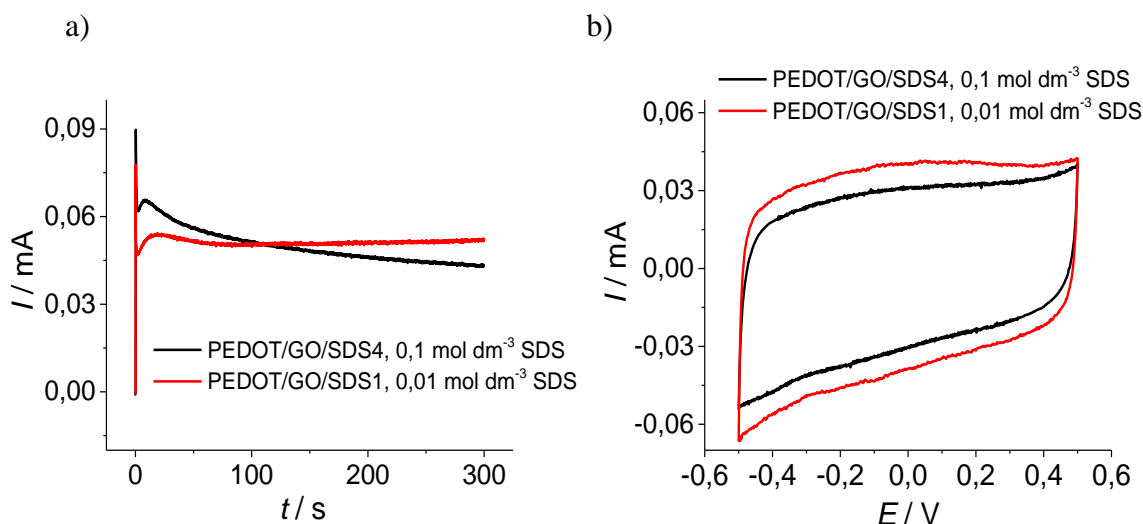 a)
0,09
0,06
0,03
0,00
I / mA
PEDOT/GO/SDS4, 0,1 mol dm-3 SDS
PEDOT/GO/SDS1, 0,01 mol dm-3 SDS
0 100 200 300
t / s
b)
PEDOT/GO/SDS4, 0,1 mol dm-3 SDS
PEDOT/GO/SDS1, 0,01 mol dm-3 SDS
0,06
0,03
0,00
-0,03
-0,06
I / mA
-0,6 -0,4 -0,2 0,0 0,2 0,4 0,6
E / V